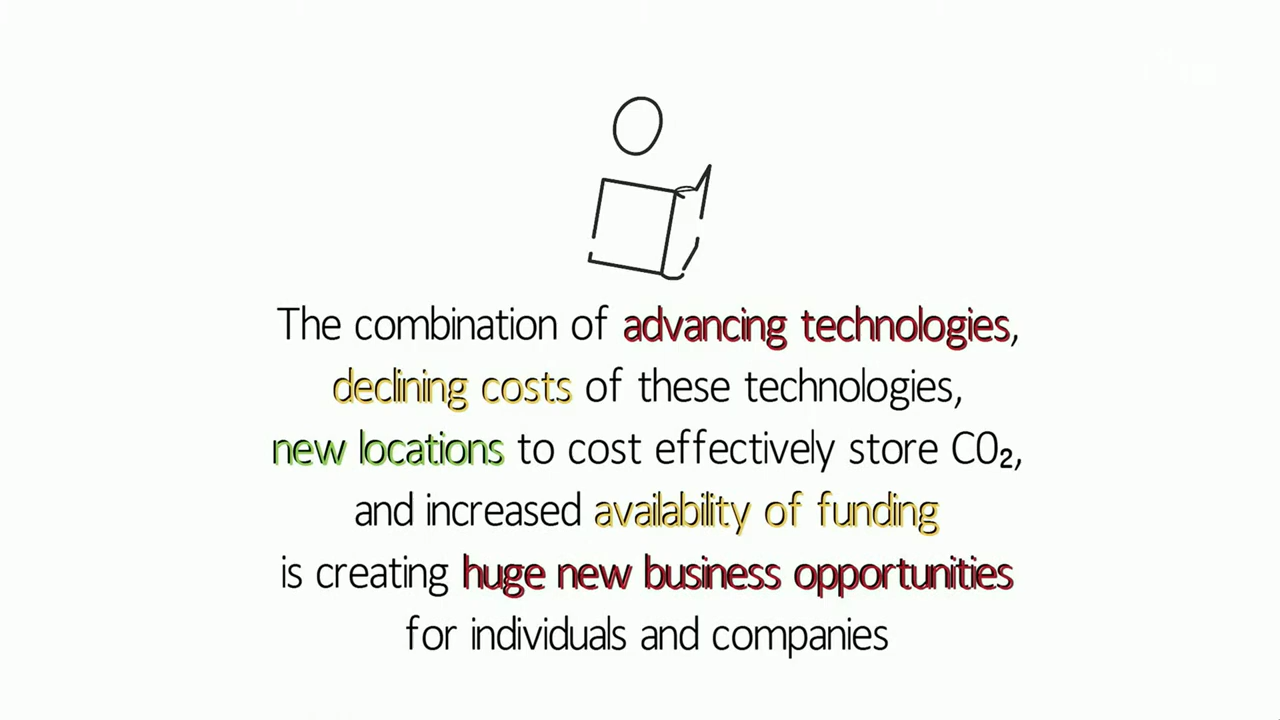 The combination of advancing technologies,
declining costs of these technologies,
new locations to cost effectively store CO₂,
and increased availability of funding
is creating huge new business opportunities
for individuals and companies